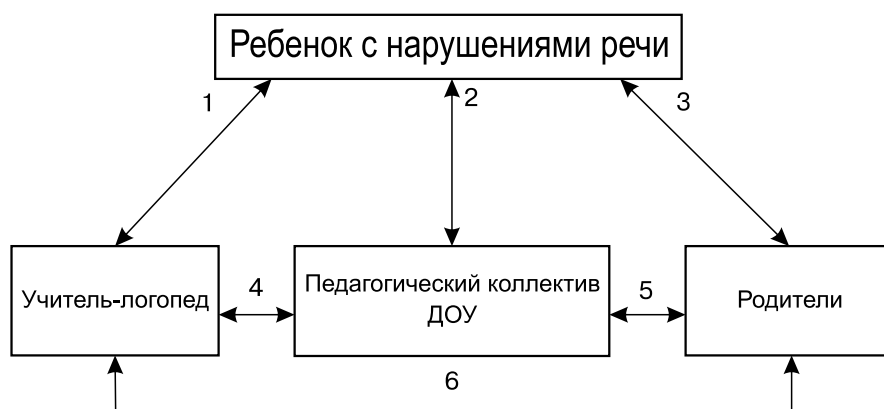 Ребенок с нарушениями речи
1
2
3
Учитель-логопед
4
Педагогический коллектив
ДОУ
5
Родители
6